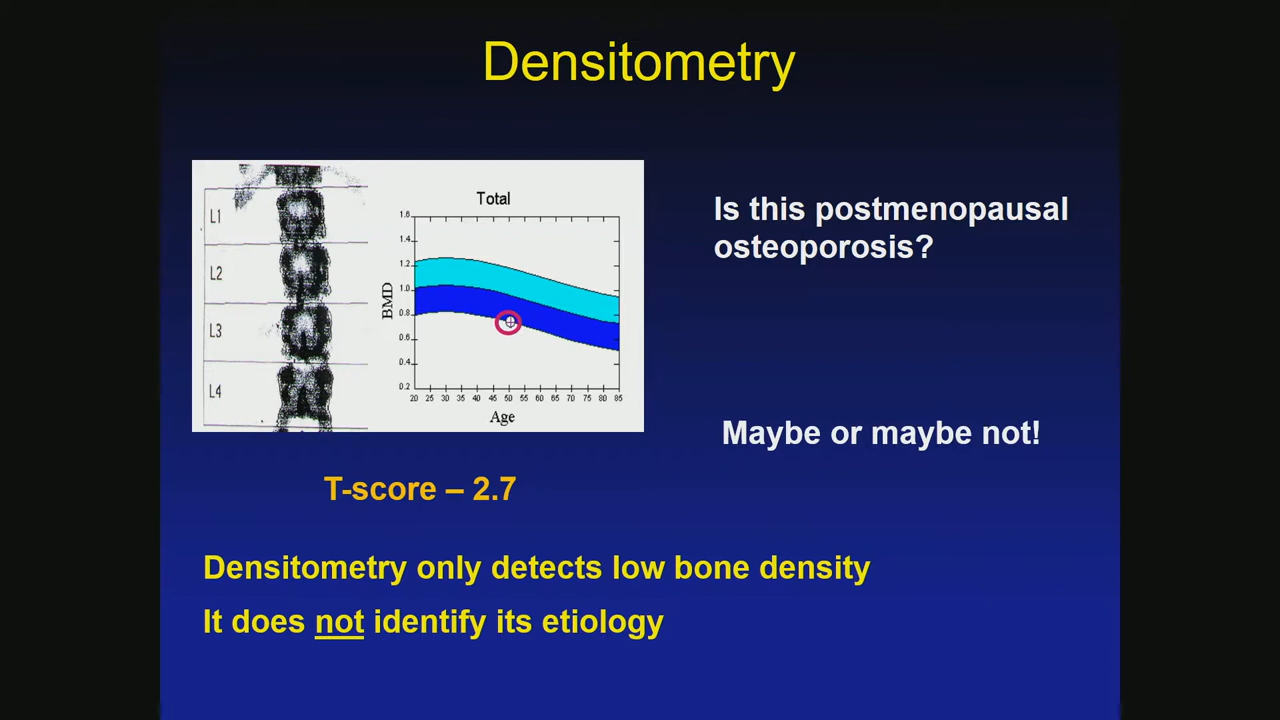 Densitometry
Total
L1
L2
L3
L4
BMD
1.6
1.4
1.2
1.0
0.8
0.6
0.4
0.2
20 25 30 35 40 45 50 55 60 65 70 75 80 85
Age
Is this postmenopausal
osteoporosis?
Maybe or maybe not!
T-score – 2.7
Densitometry only detects low bone density
It does not identify its etiology